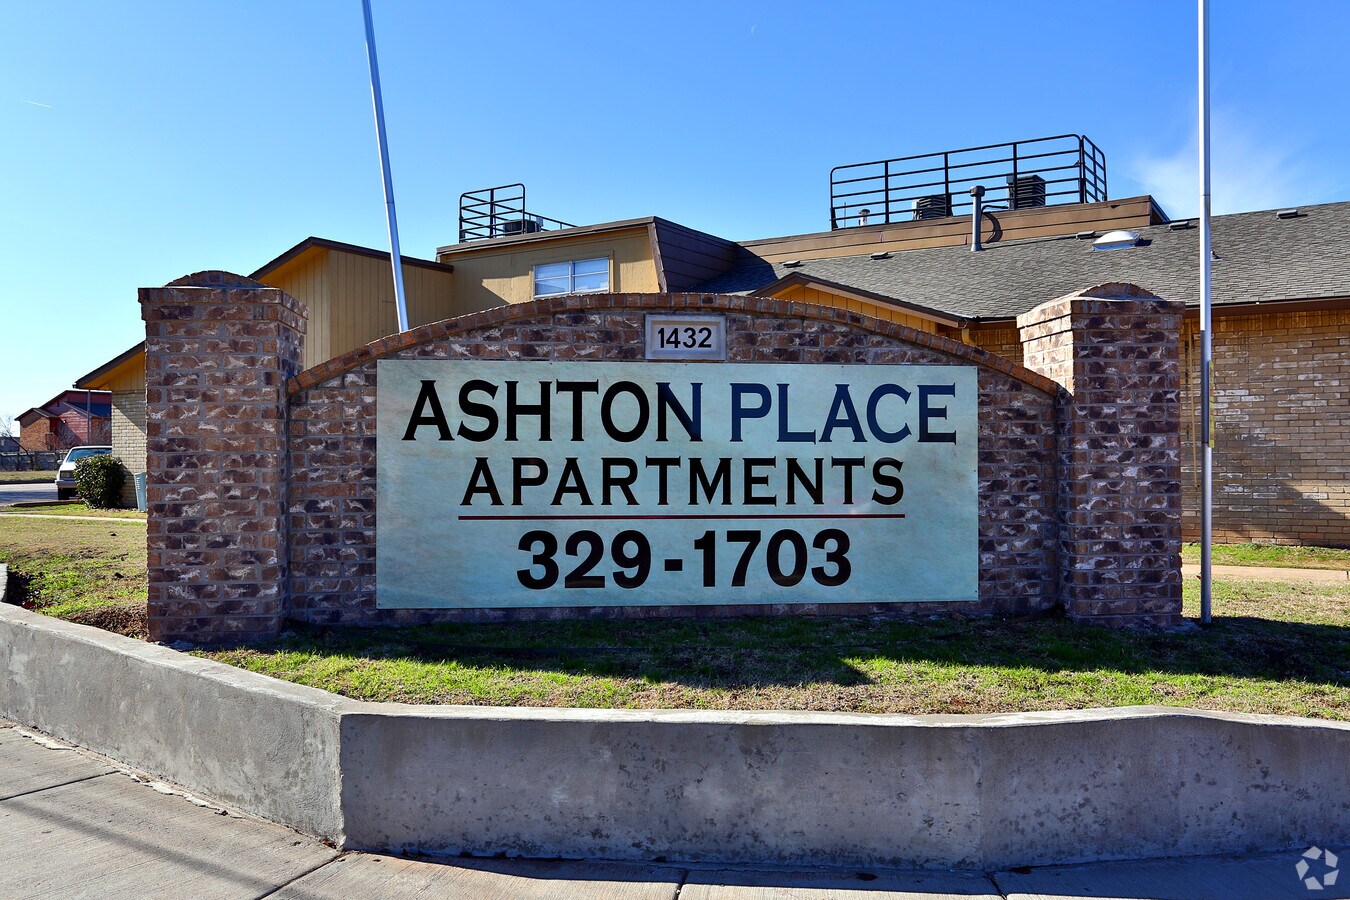 1432
ASHTON PLACE
APARTMENTS
329-1703